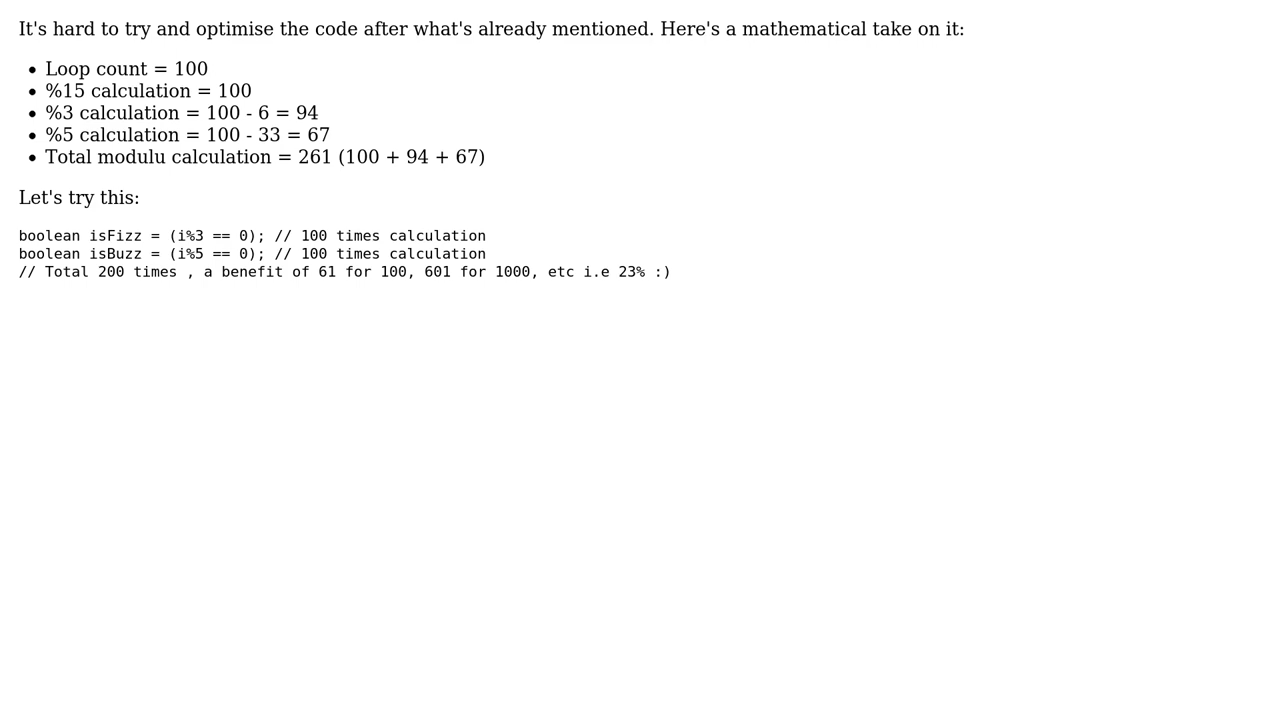 It's hard to try and optimise the code after what's already mentioned. Here's a mathematical take on it:
• Loop count = 100
• %15 calculation = 100
• %3 calculation = 100 - 6 = 94
• %5 calculation = 100 - 33 = 67
• Total modulu calculation = 261 (100 + 94 + 67)
Let's try this:
boolean isFizz = (i%3 == 0); // 100 times calculation
boolean isBuzz = (i%5 == 0); // 100 times calculation
// Total 200 times , a benefit of 61 for 100, 601 for 1000, etc i.e 23% :)